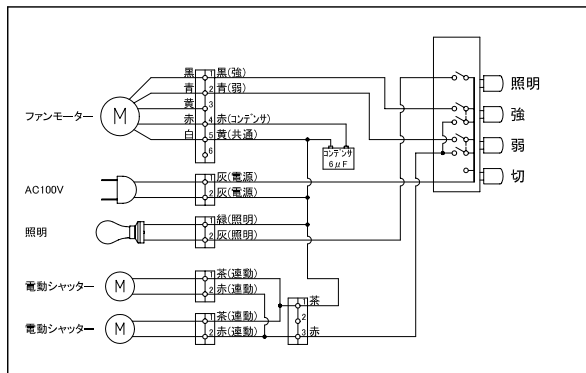 ファンモーター
M
黒
青
黄
赤
白
1 黒(強)
2 青(弱)
3
4 赤(コンデンサ)
5 黄(共通)
6
コンデンサ
6μF
照明
強
弱
切
AC100V
1 灰(電源)
2 灰(電源)
照明
1 緑(照明)
2 灰(照明)
電動シャッター
M
1 茶(連動)
2 赤(連動)
電動シャッター
M
1 茶(連動)
2 赤(連動)
1 茶
2
3 赤